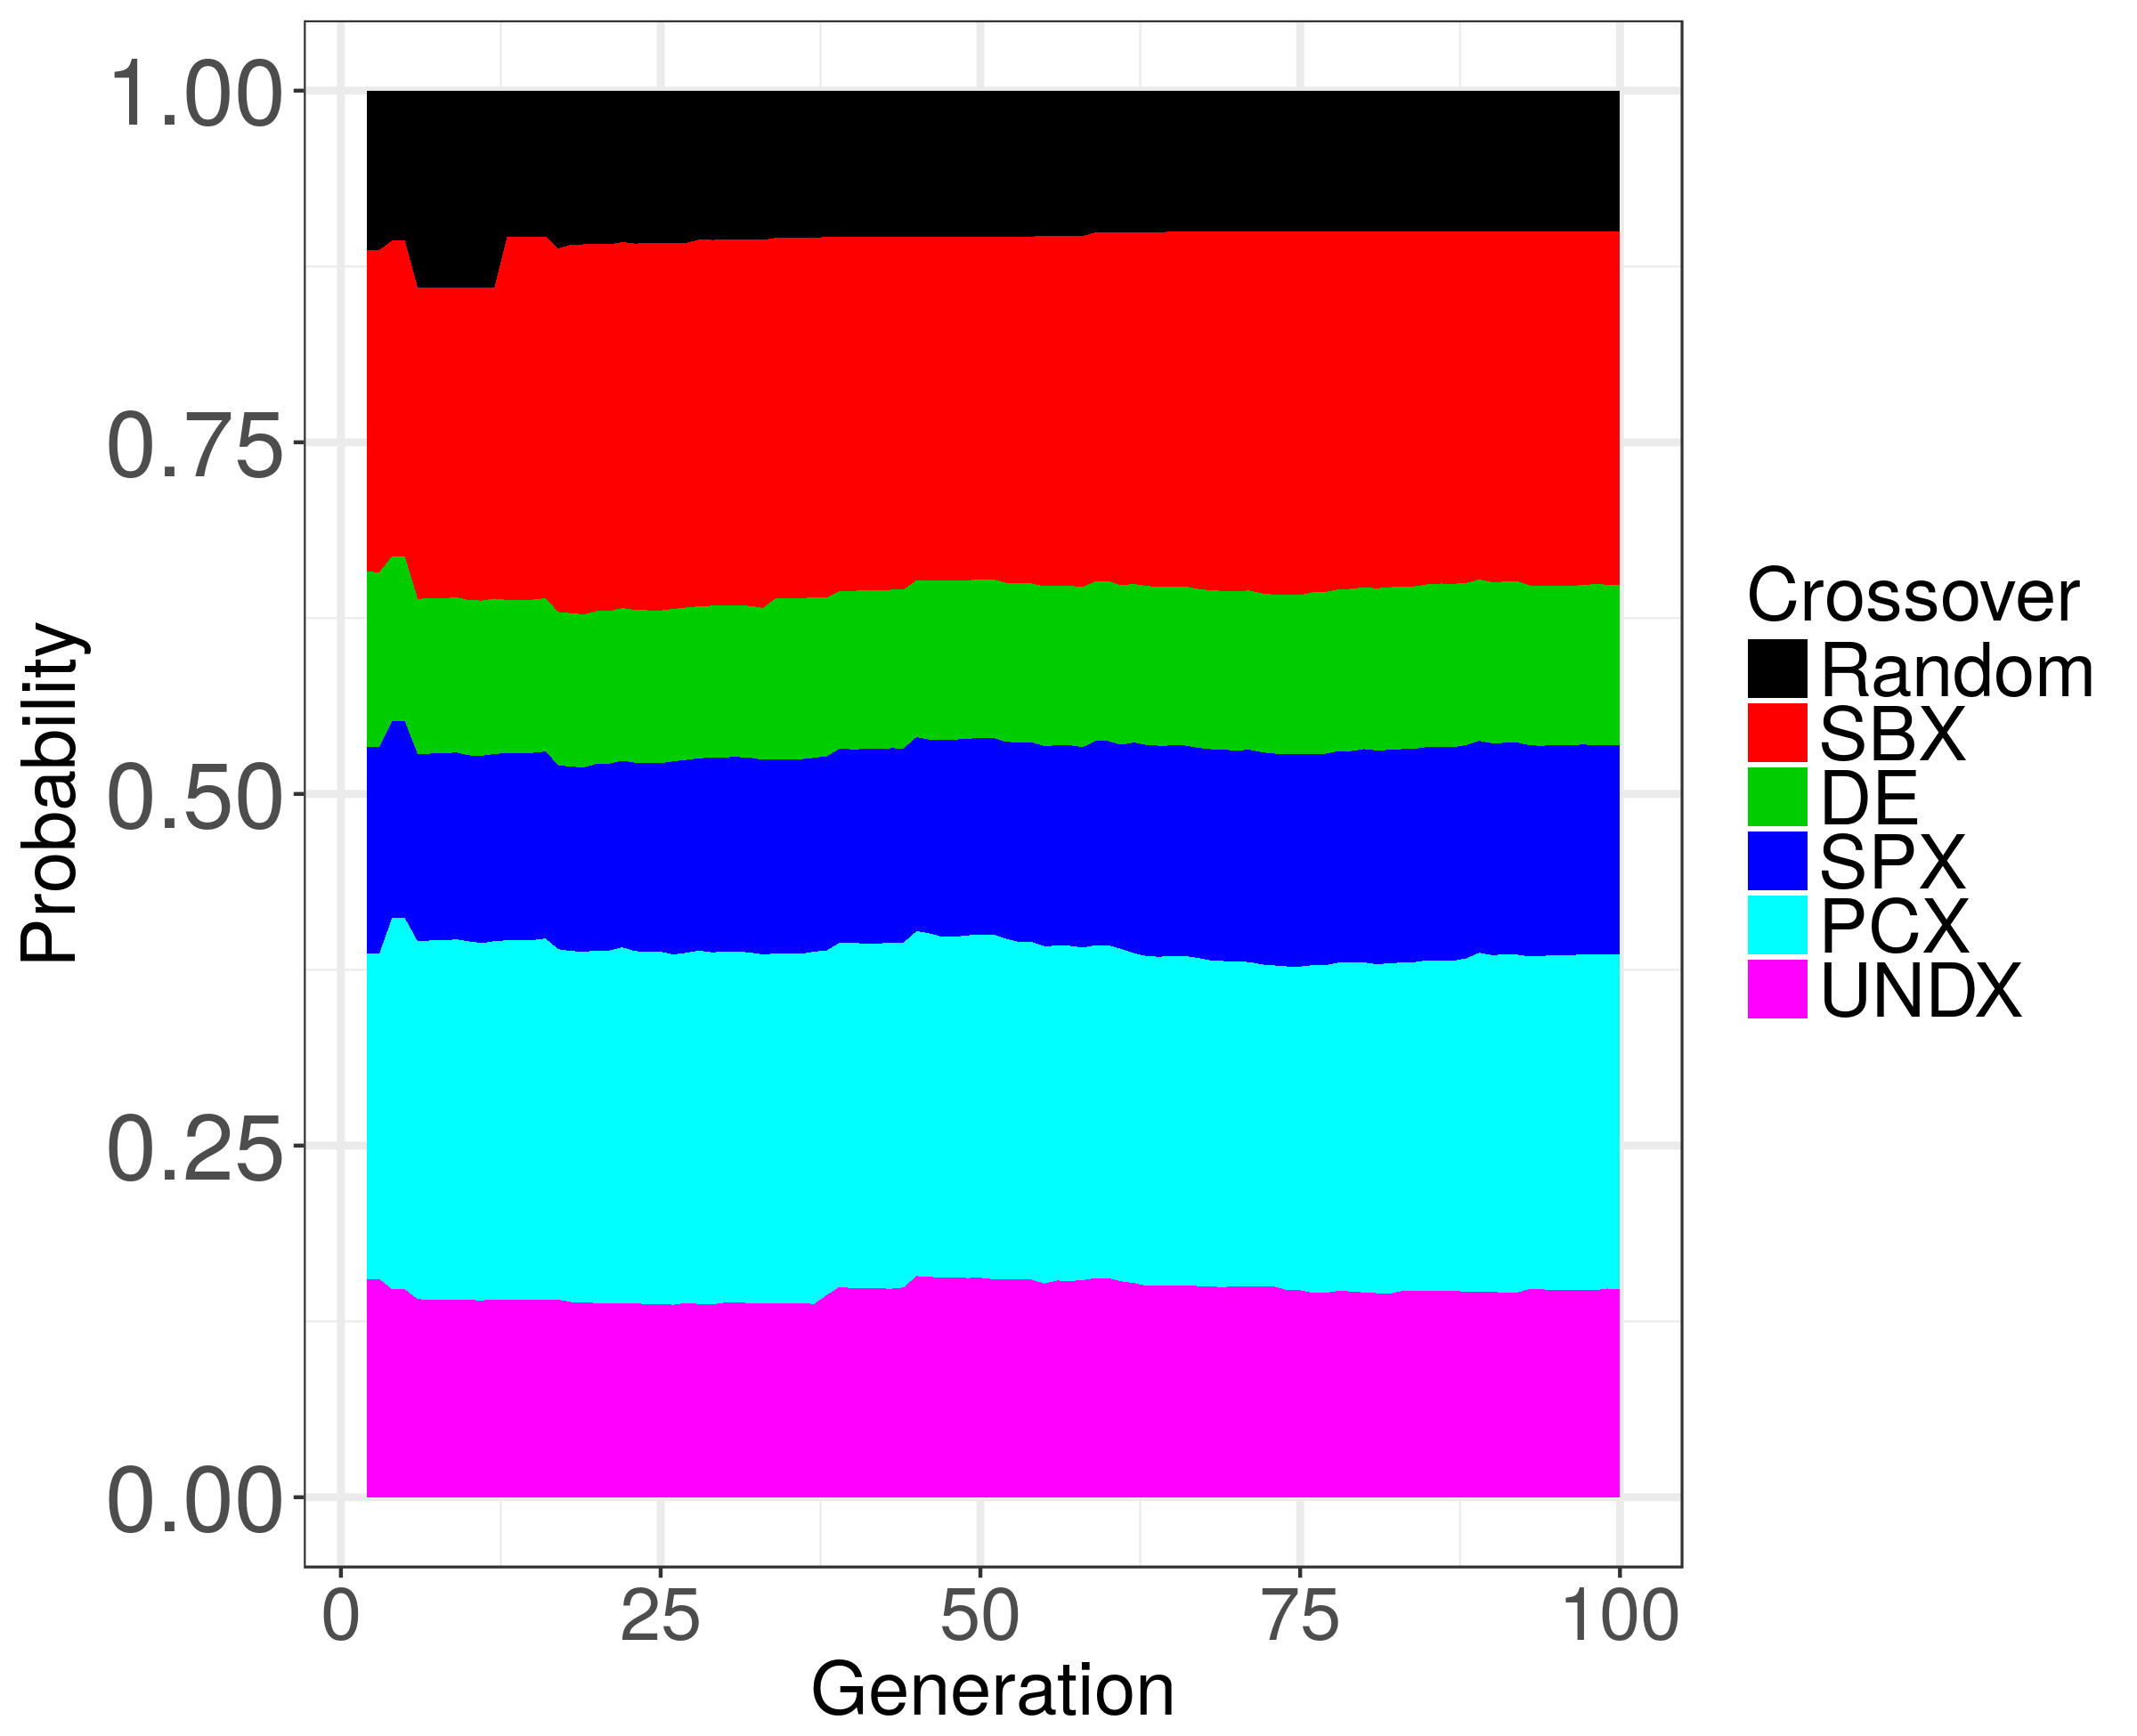 1.00
0.75
0.50
0.25
0.00
Probability
0 25 50 75 100
Generation
Crossover
Random
SBX
DE
SPX
PCX
UNDX